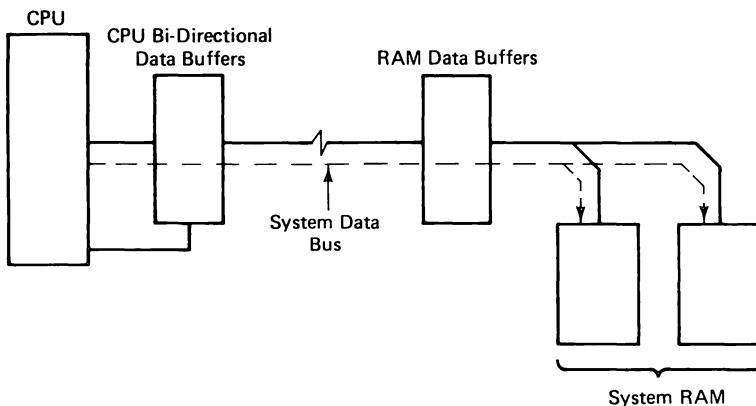 CPU
CPU Bi-Directional
Data Buffers
RAM Data Buffers
System Data
Bus
System RAM